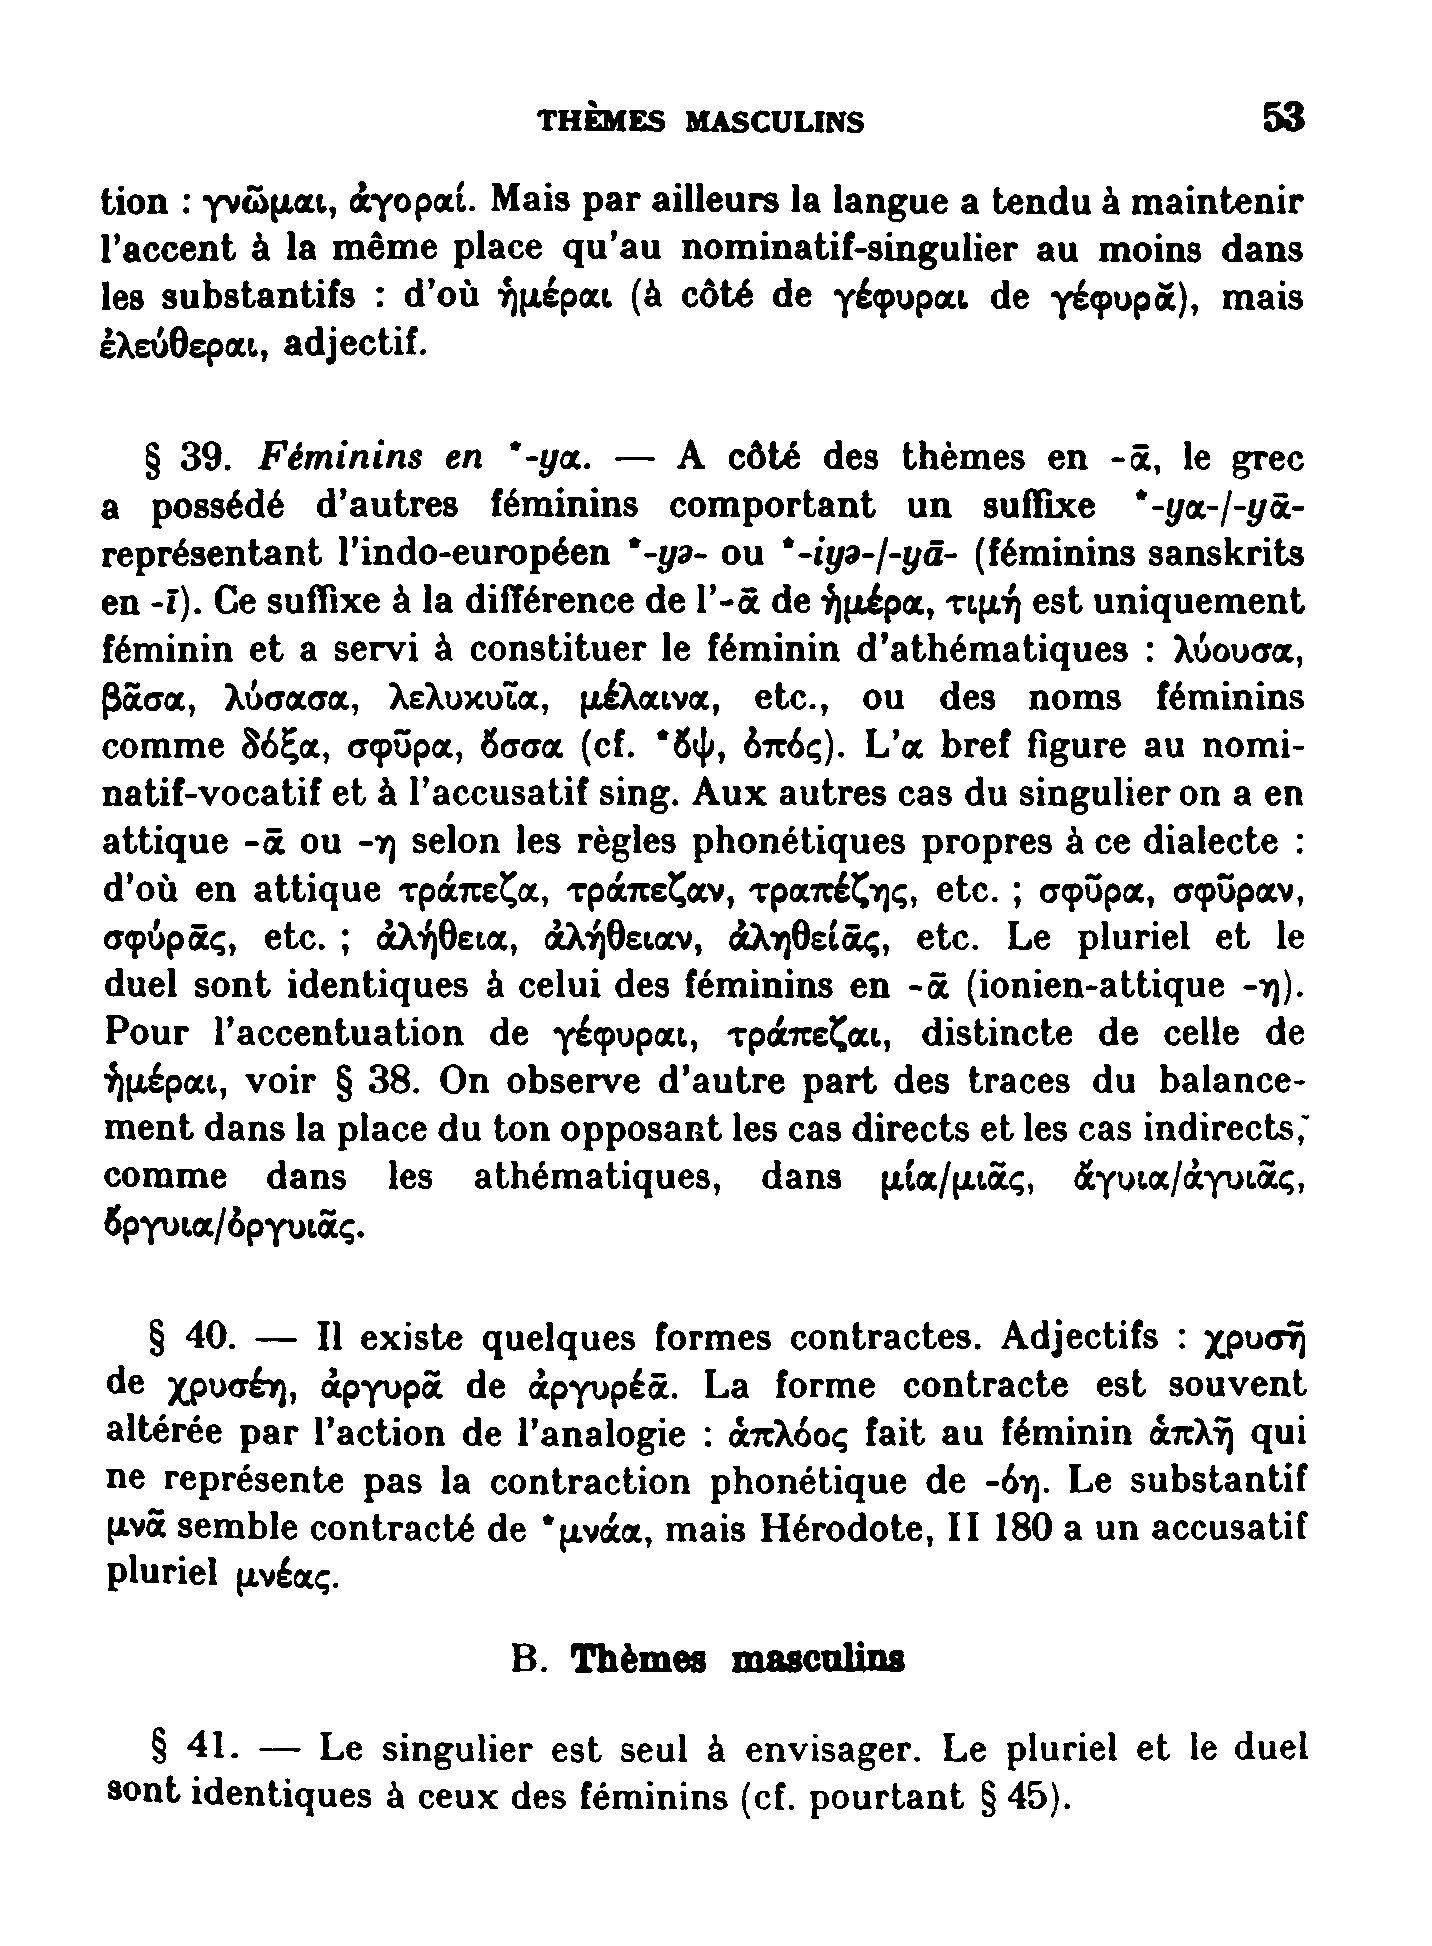 THÈMES MASCULINS 53
tion : γνῶμαι, ἀγοραί. Mais par ailleurs la langue a tendu à maintenir
l'accent à la même place qu'au nominatif-singulier au moins dans
les substantifs : d'où ἡμέραι (à côté de γέφυραι de γέφυρᾰ), mais
ἐλεύθεραι, adjectif.
§ 39. Féminins en *-yα. — A côté des thèmes en -ᾱ, le grec
a possédé d'autres féminins comportant un suffixe *-yα-/-yᾱ-
représentant l'indo-européen *-yə- ou *-iyə-/-yā- (féminins sanskrits
en -ī). Ce suffixe à la différence de l'-ᾱ de ἡμέρα, τιμή est uniquement
féminin et a servi à constituer le féminin d'athématiques : λύουσα,
βᾶσα, λύσασα, λελυκυῖα, μέλαινα, etc., ou des noms féminins
comme δόξα, σφῦρα, ὄσσα (cf. *ὄψ, ὀπός). L'α bref figure au nomi-
natif-vocatif et à l'accusatif sing. Aux autres cas du singulier on a en
attique -ᾱ ou -η selon les règles phonétiques propres à ce dialecte :
d'où en attique τράπεζα, τράπεζαν, τραπέζης, etc. ; σφῦρα, σφῦραν,
σφύρᾱς, etc. ; ἀλήθεια, ἀλήθειαν, ἀληθείᾱς, etc. Le pluriel et le
duel sont identiques à celui des féminins en -ᾱ (ionien-attique -η).
Pour l'accentuation de γέφυραι, τράπεζαι, distincte de celle de
ἡμέραι, voir § 38. On observe d'autre part des traces du balance-
ment dans la place du ton opposant les cas directs et les cas indirects,
comme dans les athématiques, dans μία/μιᾶς, ἄγυια/ἀγυιᾶς,
ὄργυια/ὀργυιᾶς.
§ 40. — Il existe quelques formes contractes. Adjectifs : χρυσῆ
de χρυσέη, ἀργυρᾶ de ἀργυρέᾱ. La forme contracte est souvent
altérée par l'action de l'analogie : ἁπλόος fait au féminin ἁπλῆ qui
ne représente pas la contraction phonétique de -όη. Le substantif
μνᾶ semble contracté de *μνάα, mais Hérodote, II 180 a un accusatif
pluriel μνέας.
B. Thèmes masculins
§ 41. — Le singulier est seul à envisager. Le pluriel et le duel
sont identiques à ceux des féminins (cf. pourtant § 45).